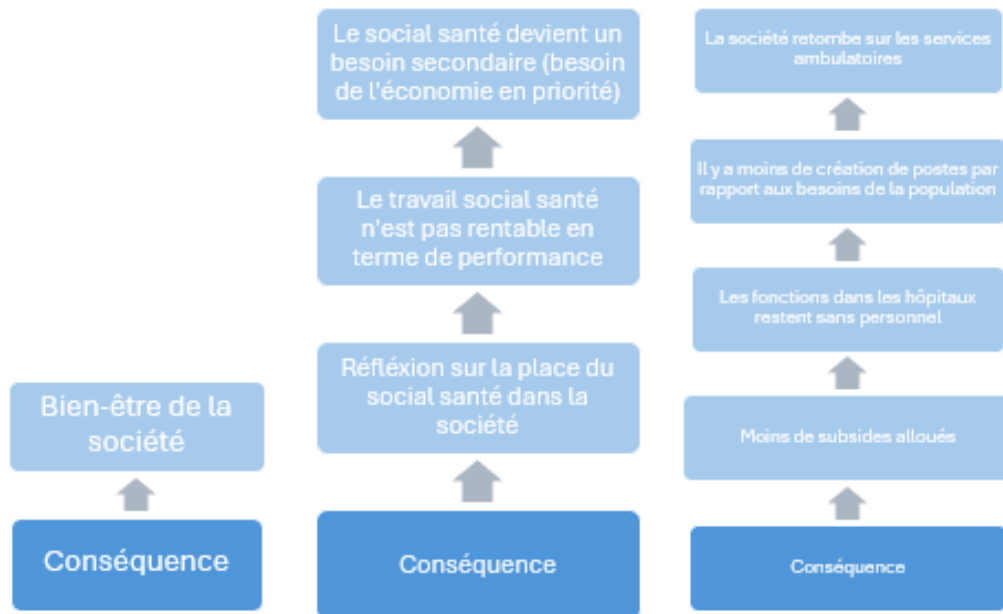 Bien-être de la
société
Conséquence
Le social santé devient un
besoin secondaire (besoin
de l'économie en priorité)
Le travail social santé
n'est pas rentable en
terme de performance
Réfléxion sur la place du
social santé dans la
société
Conséquence
La société retombe sur les services
ambulatoires
Il y a moins de création de postes par
rapport aux besoins de la population
Les fonctions dans les hôpitaux
restent sans personnel
Moins de subsides alloués
Conséquence